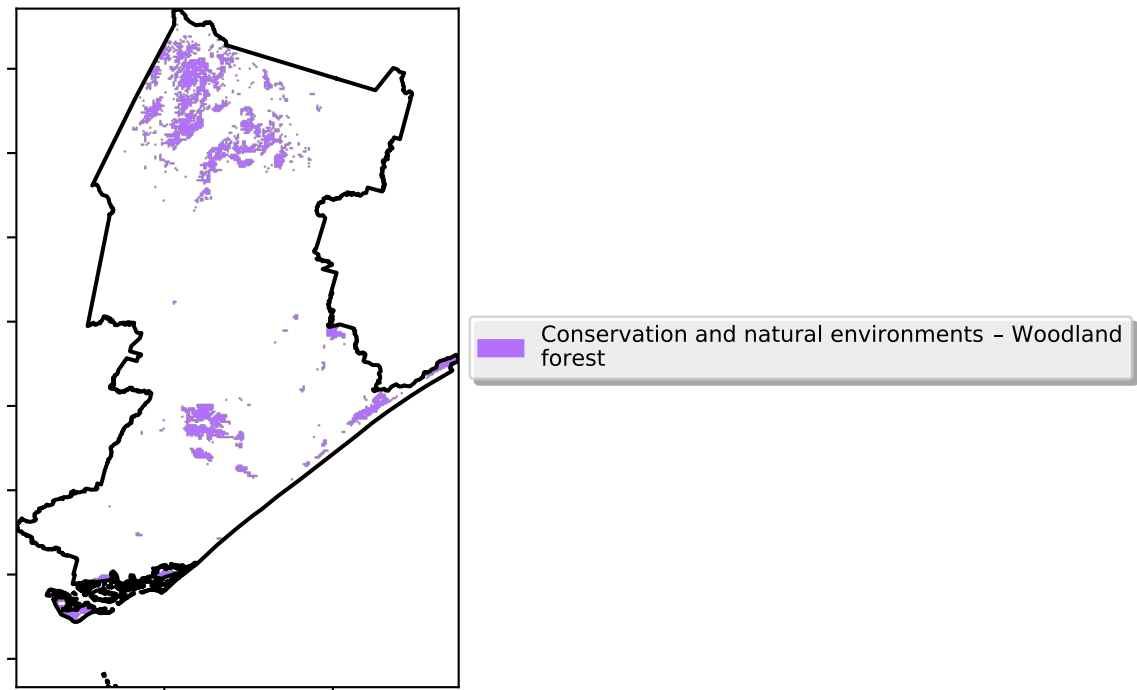 Conservation and natural environments – Woodland
forest